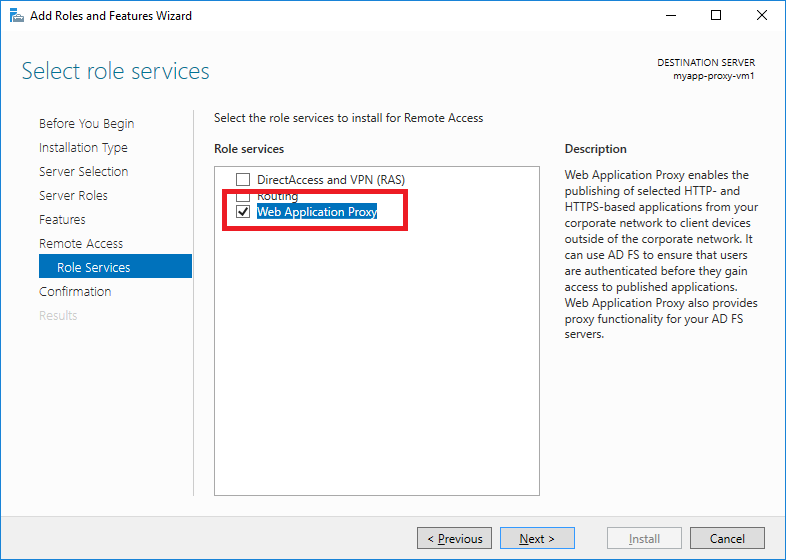 Add Roles and Features Wizard
Select role services
DESTINATION SERVER
myapp-proxy-vm1
Before You Begin
Installation Type
Server Selection
Server Roles
Features
Remote Access
Role Services
Confirmation
Results
Select the role services to install for Remote Access
Role services
DirectAccess and VPN (RAS)
Routing
Web Application Proxy
Description
Web Application Proxy enables the
publishing of selected HTTP- and
HTTPS-based applications from your
corporate network to client devices
outside of the corporate network. It
can use AD FS to ensure that users
are authenticated before they gain
access to published applications.
Web Application Proxy also provides
proxy functionality for your AD FS
servers.
< Previous
Next >
Install
Cancel